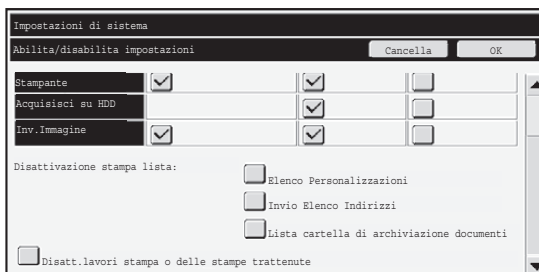 Impostazioni di sistema
Abilita/disabilita impostazioni Cancella OK
Stampante
Acquisisci su HDD
Inv.Immagine
Disattivazione stampa lista:
Elenco Personalizzazioni
Invio Elenco Indirizzi
Lista cartella di archiviazione documenti
Disatt.lavori stampa o delle stampe trattenute